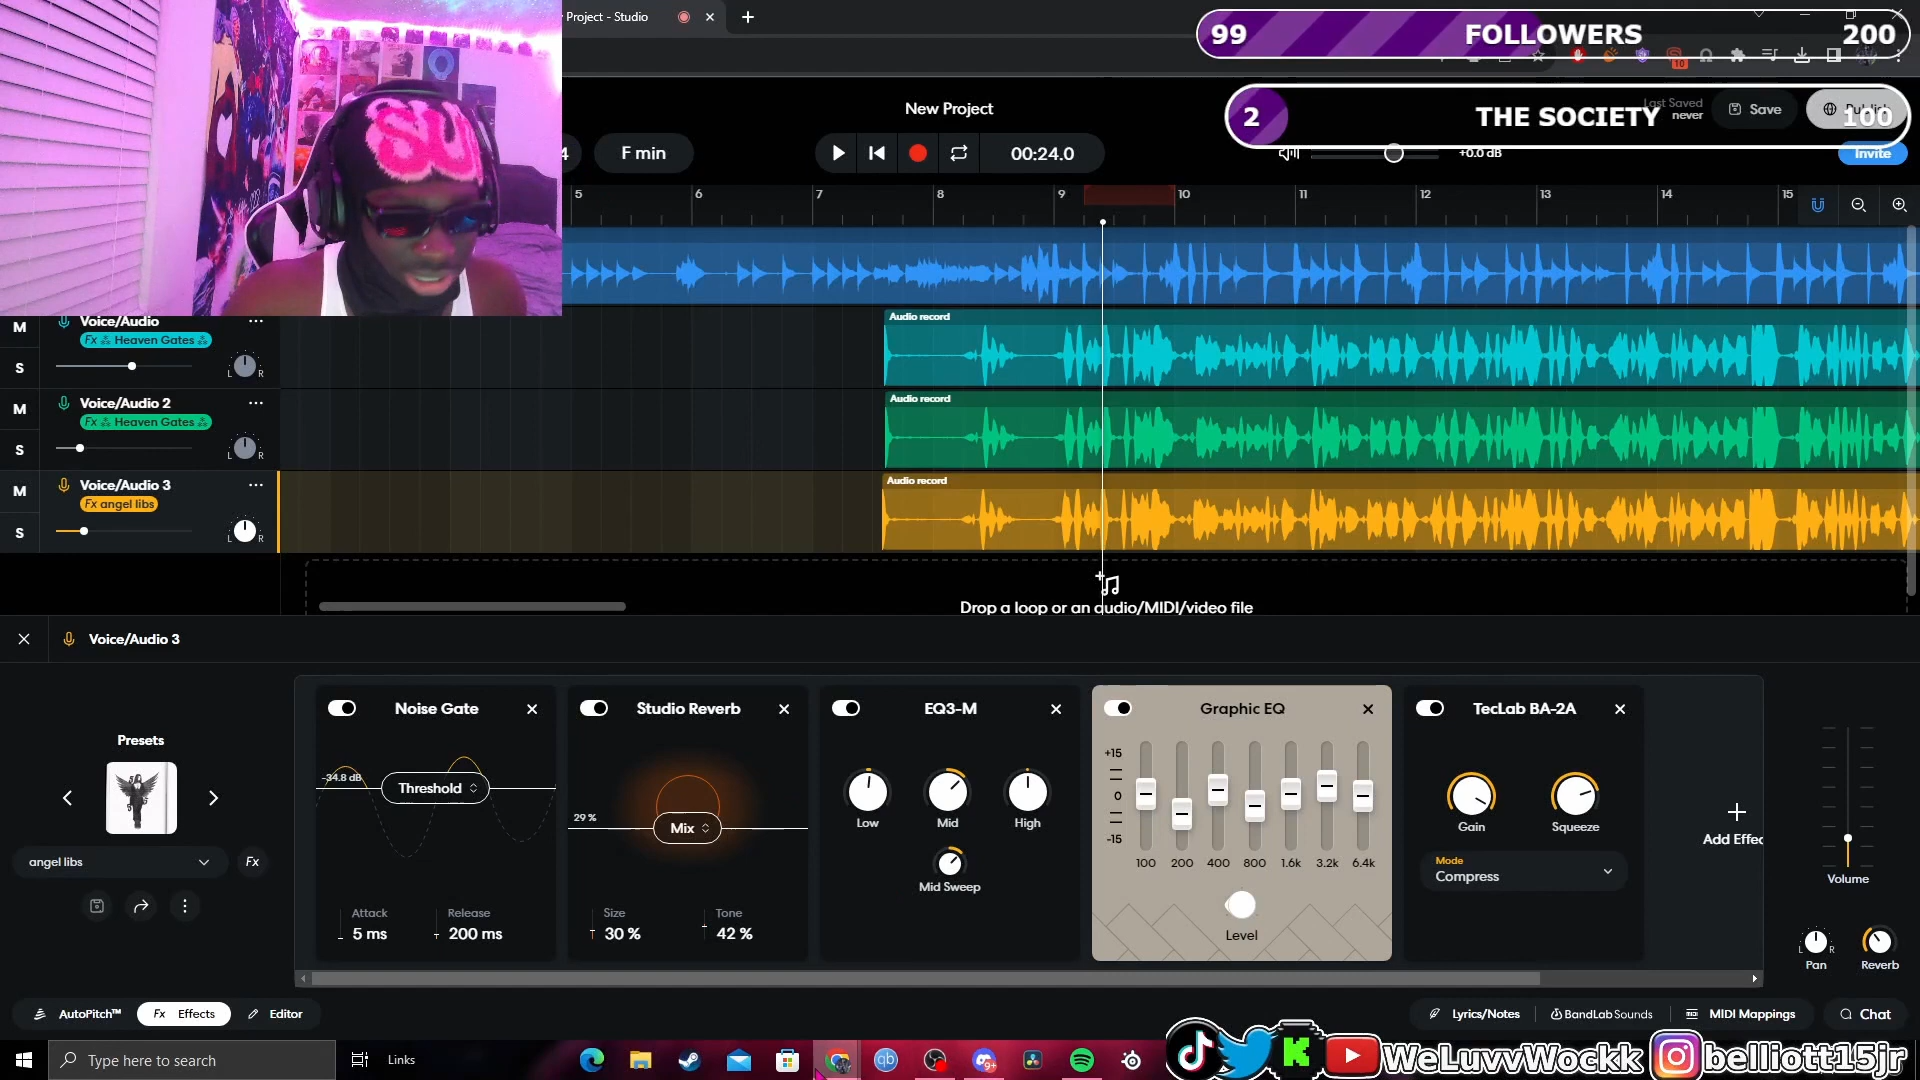 Project - Studio
99 FOLLOWERS 200
10
New Project
2 THE SOCIETY 100
Last Saved
never
Save
4
F min
00:24.0
+0.0 dB
Invite
5 6 7 8 9 10 11 12 13 14 15
SU
M Voice/Audio
Fx Heaven Gates
S L R
Audio record
M Voice/Audio 2
Fx Heaven Gates
S L R
Audio record
M Voice/Audio 3
Fx angel libs
S L R
Audio record
Drop a loop or an audio/MIDI/video file
Voice/Audio 3
Noise Gate Studio Reverb EQ3-M Graphic EQ TecLab BA-2A
Presets
-34.8 dB
Threshold
29 %
Mix
Low Mid High
Mid Sweep
+15
0
-15
100 200 400 800 1.6k 3.2k 6.4k
Level
Gain Squeeze
Mode
Compress
Add Effec
Volume
angel libs
Fx
Attack Release
5 ms 200 ms
Size Tone
30 % 42 %
L R
Pan Reverb
AutoPitch™ Fx Effects Editor
Lyrics/Notes BandLab Sounds MIDI Mappings Chat
Type here to search
Links
9+
K
WeLuvvWockk
belliott15jr